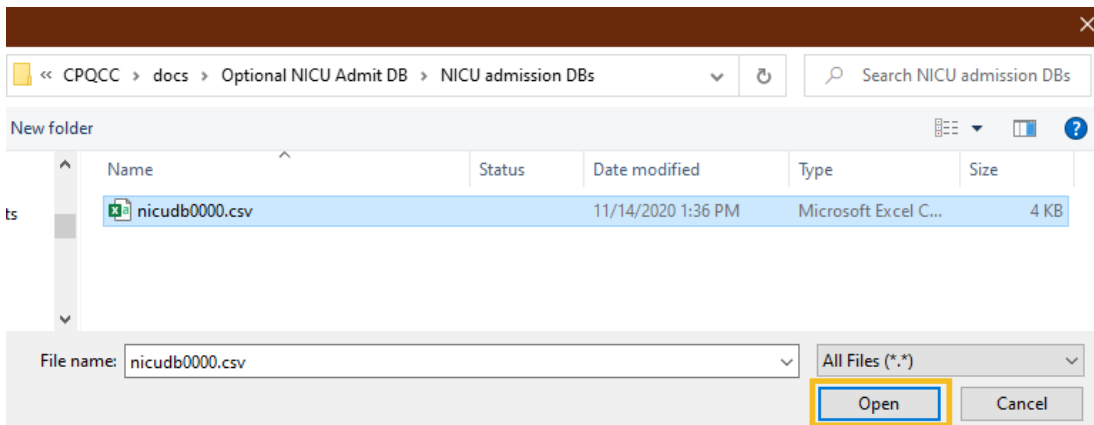 « CPQCC › docs › Optional NICU Admit DB › NICU admission DBs Search NICU admission DBs
New folder
Name Status Date modified Type Size
ts nicudb0000.csv 11/14/2020 1:36 PM Microsoft Excel C... 4 KB
File name: nicudb0000.csv All Files (*.*)
Open Cancel